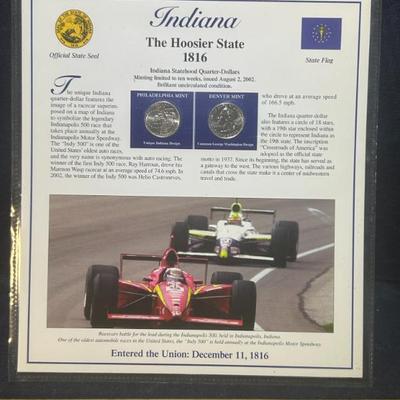 Indiana
The Hoosier State
1816
Official State Seal
State Flag
Indiana Statehood Quarter-Dollars
Minting limited to ten weeks, issued August 2, 2002.
Brilliant uncirculated condition.
The unique Indiana
quarter-dollar features the
image of a racecar superim-
posed on a map of Indiana
to symbolize the legendary
Indianapolis 500 race that
takes place annually at the
Indianapolis Motor Speedway.
The "Indy 500" is one of the
United States' oldest auto races,
and the very name is synonymous with auto racing. The
winner of the first Indy 500 race, Ray Harroun, drove his
Marmon Wasp racecar at an average speed of 74.6 mph. In
2002, the winner of the Indy 500 was Helio Castroneves,
PHILADELPHIA MINT
Unique Indiana Design
DENVER MINT
Common George Washington Design
who drove at an average speed
of 166.5 mph.
The Indiana quarter-dollar
also features a circle of 18 stars,
with a 19th star enclosed within
the circle to represent Indiana as
the 19th state. The inscription
"Crossroads of America" was
adopted as the official state
motto in 1937. Since its beginning, the state has served as
a gateway to the west. The various highways, railroads and
canals that cross the state make it a center of midwestern
travel and trade.
Racecars battle for the lead during the Indianapolis 500, held in Indianapolis, Indiana.
One of the oldest automobile races in the United States, the "Indy 500" is held annually at the Indianapolis Motor Speedway.
Entered the Union: December 11, 1816